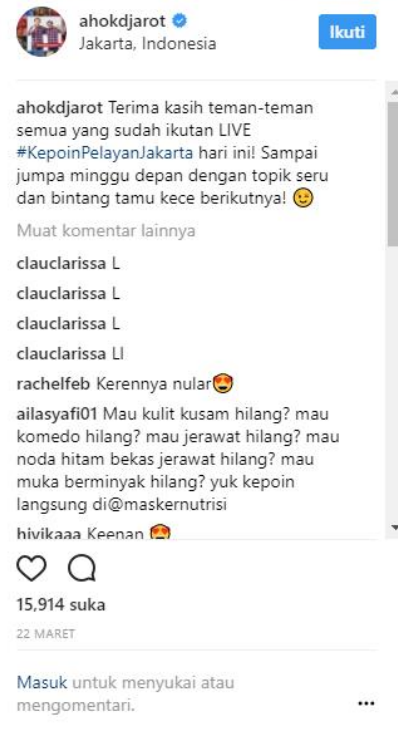 ahokdjarot
Jakarta, Indonesia
Ikuti
ahokdjarot Terima kasih teman-teman
semua yang sudah ikutan LIVE
#KepoinPelayanJakarta hari ini! Sampai
jumpa minggu depan dengan topik seru
dan bintang tamu kece berikutnya! 😉
Muat komentar lainnya
clauclarissa L
clauclarissa L
clauclarissa L
clauclarissa Ll
rachelfeb Kerennya nular😍
ailasyafi01 Mau kulit kusam hilang? mau
komedo hilang? mau jerawat hilang? mau
noda hitam bekas jerawat hilang? mau
muka berminyak hilang? yuk kepoin
langsung di@maskernutrisi
hivikaaa Keenan 😍
15,914 suka
22 MARET
Masuk untuk menyukai atau
mengomentari.